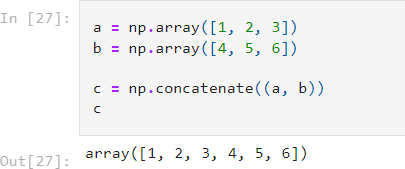 In [27]:
a = np.array([1, 2, 3])
b = np.array([4, 5, 6])
c = np.concatenate((a, b))
c
Out[27]:
array([1, 2, 3, 4, 5, 6])